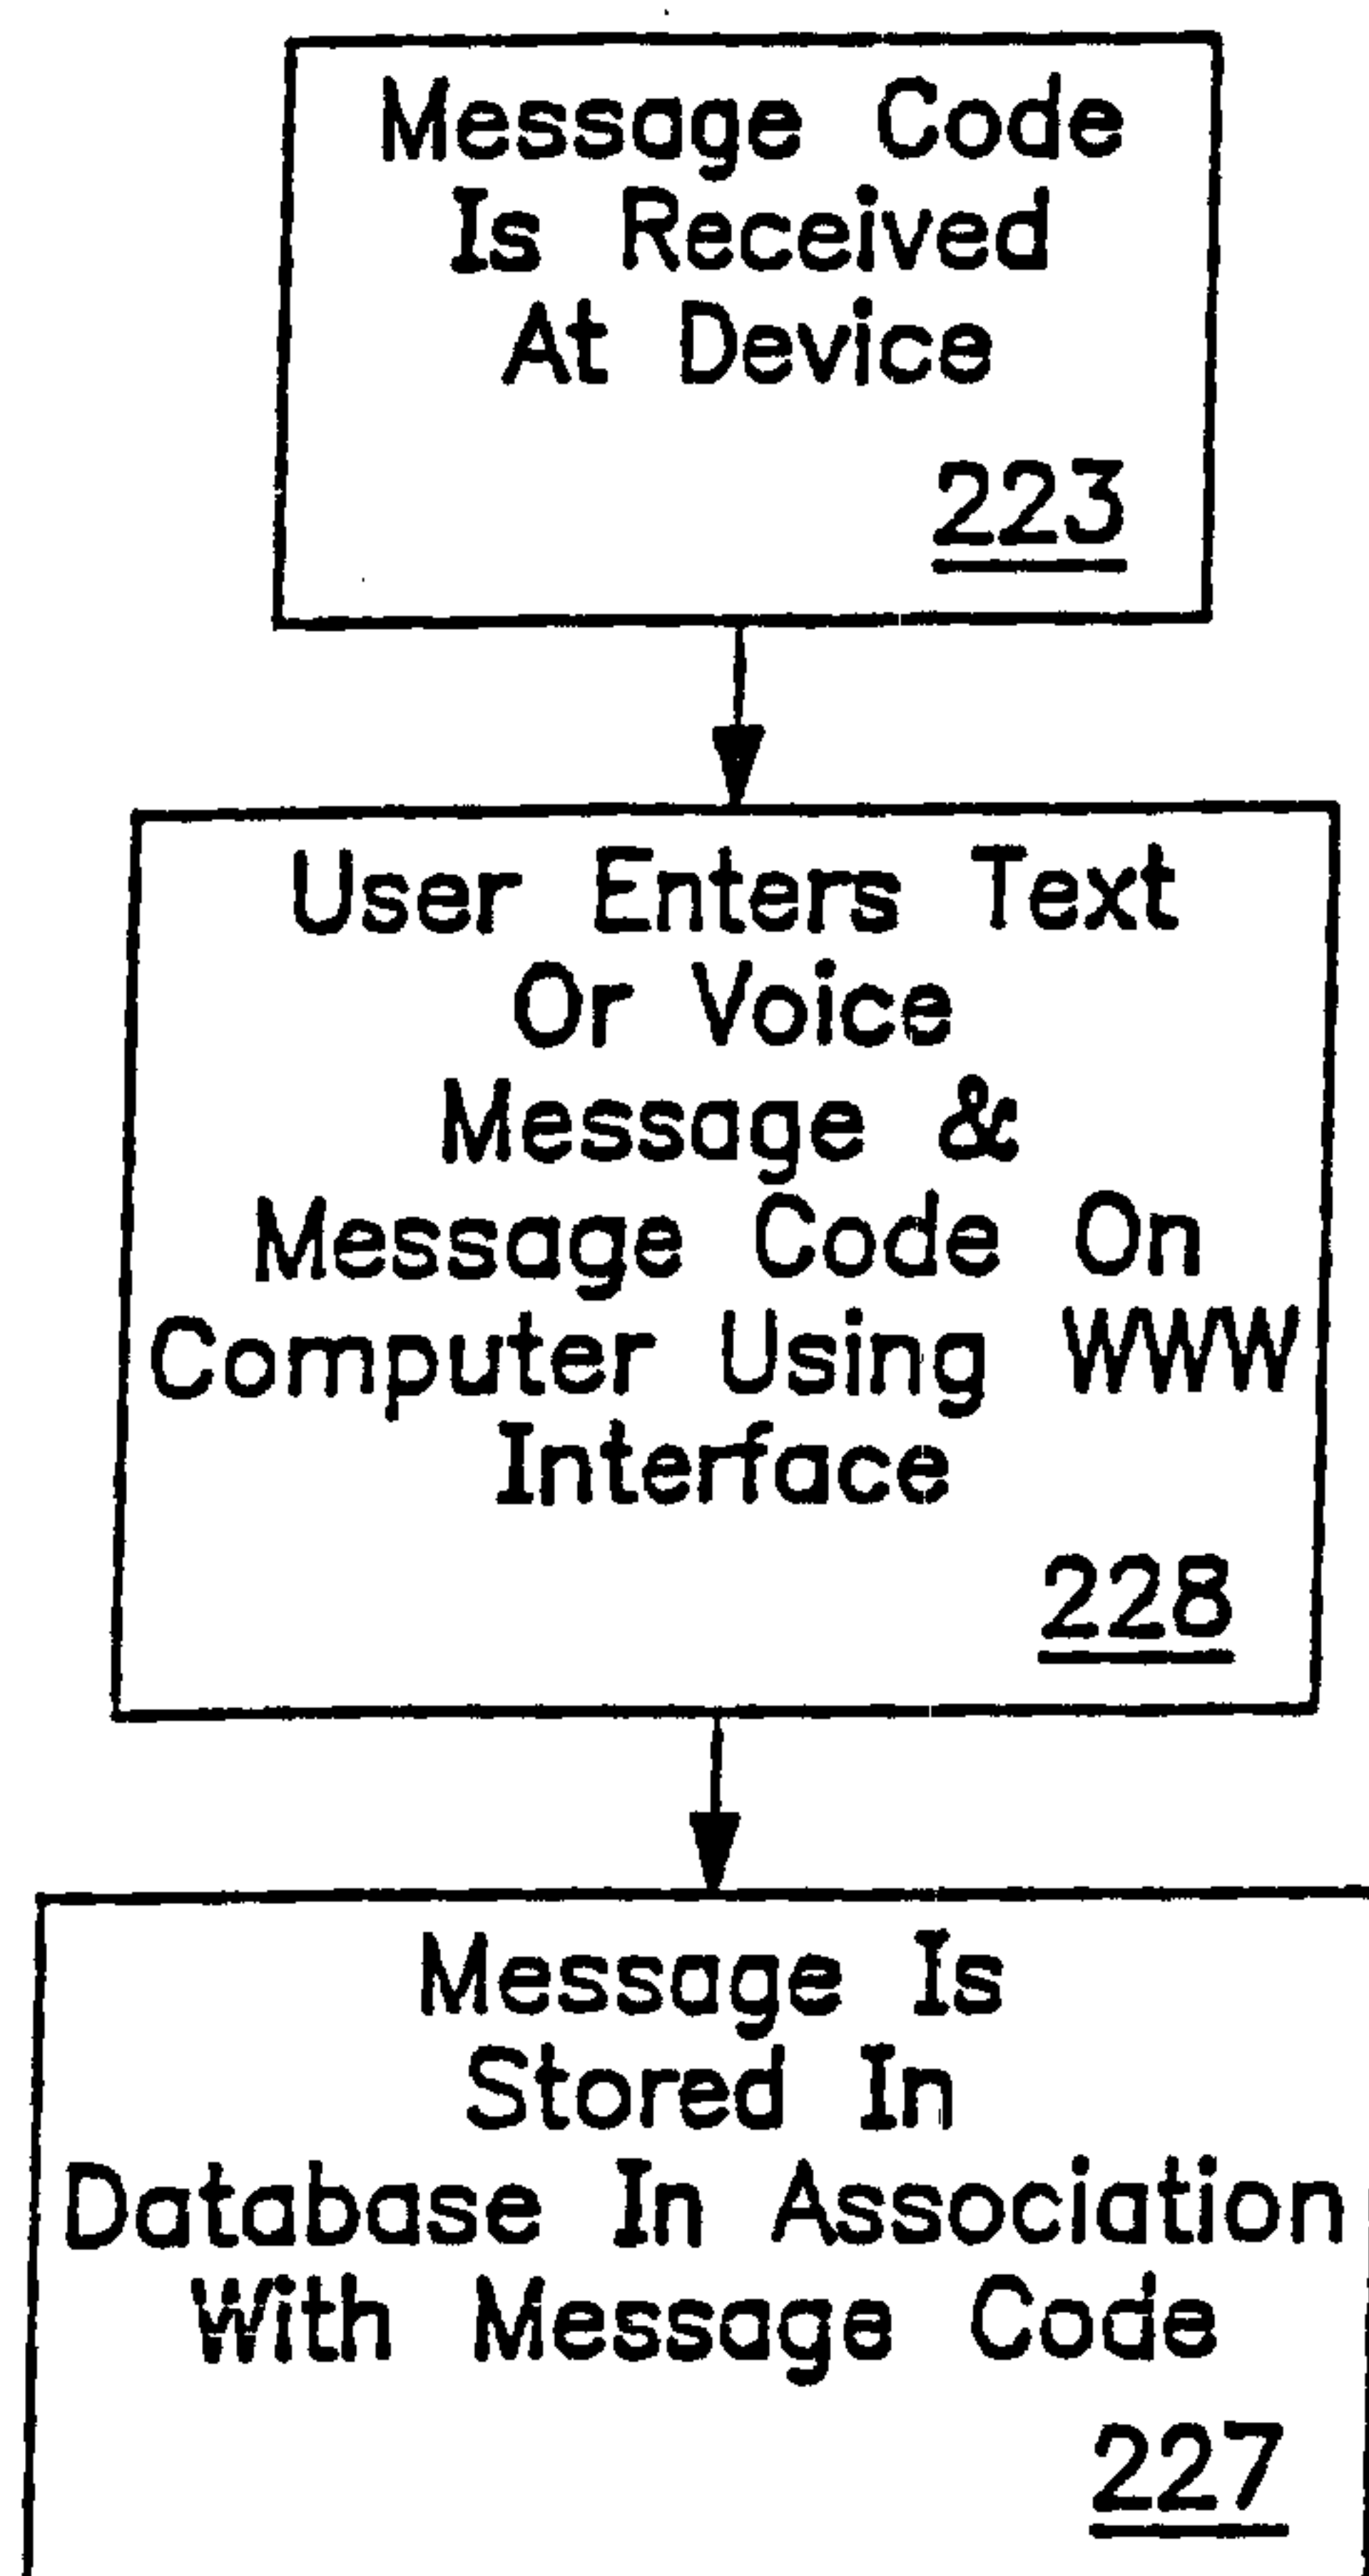 Message Code
Is Received
At Device
223
User Enters Text
Or Voice
Message &
Message Code On
Computer Using WWW
Interface
228
Message Is
Stored In
Database In Association
With Message Code
227